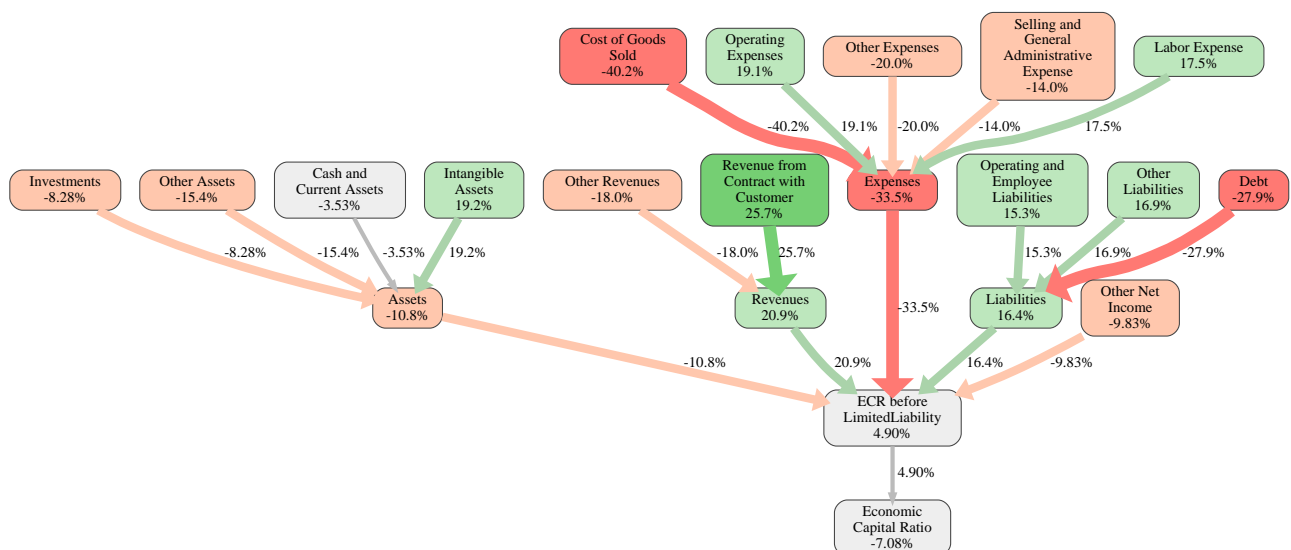 Cost of Goods
Sold
-40.2%
Operating
Expenses
19.1%
Other Expenses
-20.0%
Selling and
General
Administrative
Expense
-14.0%
Labor Expense
17.5%
-40.2%
19.1%
-20.0%
-14.0%
17.5%
Investments
-8.28%
Other Assets
-15.4%
Cash and
Current Assets
-3.53%
Intangible
Assets
19.2%
Other Revenues
-18.0%
Revenue from
Contract with
Customer
25.7%
Expenses
-33.5%
Operating and
Employee
Liabilities
15.3%
Other
Liabilities
16.9%
Debt
-27.9%
-8.28%
-15.4%
-3.53%
19.2%
-18.0%
25.7%
15.3%
16.9%
-27.9%
Assets
-10.8%
Revenues
20.9%
-33.5%
Liabilities
16.4%
Other Net
Income
-9.83%
-10.8%
20.9%
16.4%
-9.83%
ECR before
LimitedLiability
4.90%
4.90%
Economic
Capital Ratio
-7.08%